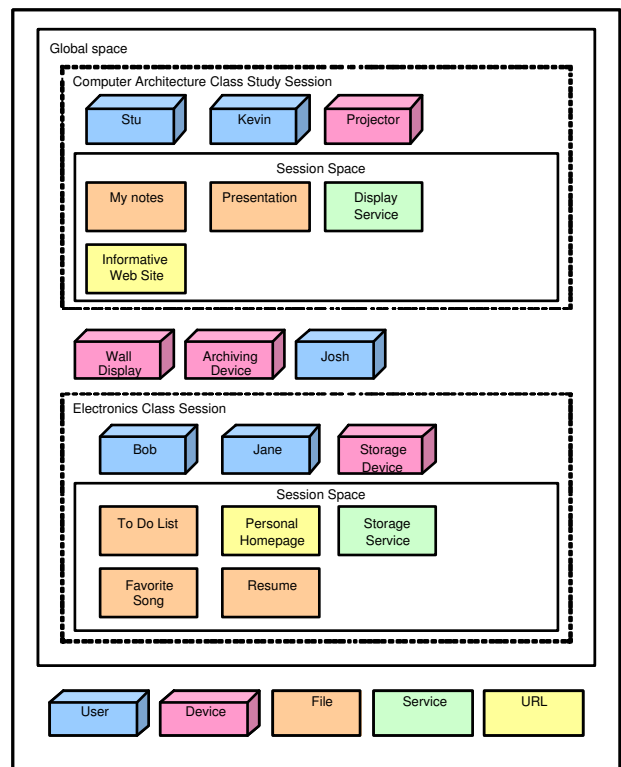 Global space
Computer Architecture Class Study Session
Stu
Kevin
Projector
Session Space
My notes
Presentation
Display
Service
Informative
Web Site
Wall
Display
Archiving
Device
Josh
Electronics Class Session
Bob
Jane
Storage
Device
Session Space
To Do List
Personal
Homepage
Storage
Service
Favorite
Song
Resume
User
Device
File
Service
URL